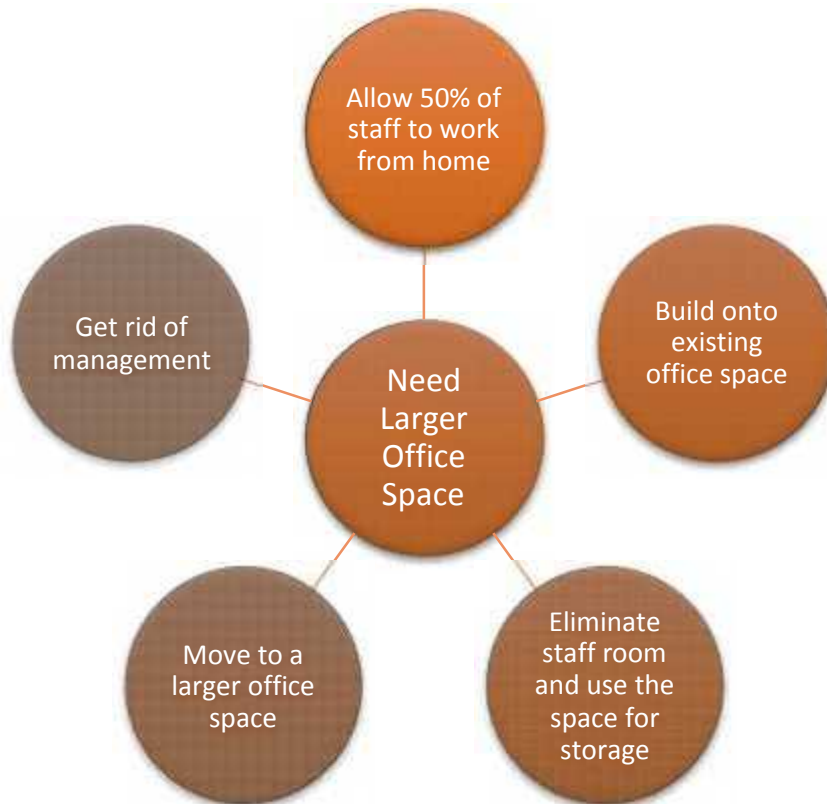 Allow 50% of
staff to work
from home
Build onto
existing
office space
Eliminate
staff room
and use the
space for
storage
Move to a
larger office
space
Get rid of
management
Need
Larger
Office
Space